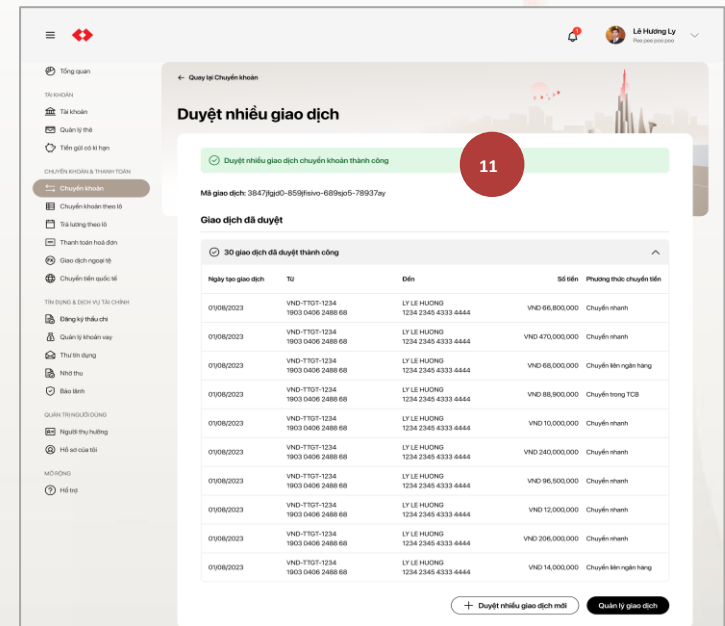 Lê Hương Ly
Poo poo poo poo
Tổng quan
TÀI KHOẢN
Tài khoản
Quản lý thẻ
Tiền gửi có kì hạn
CHUYỂN KHOẢN & THANH TOÁN
Chuyển khoản
Chuyển khoản theo lô
Trả lương theo lô
Thanh toán hoá đơn
Giao dịch ngoại tệ
Chuyển tiền quốc tế
TÍN DỤNG & DỊCH VỤ TÀI CHÍNH
Đăng ký thấu chi
Quản lý khoản vay
Thư tín dụng
Nhờ thu
Bảo lãnh
QUẢN TRỊ NGƯỜI DÙNG
Người thụ hưởng
Hồ sơ của tôi
MỞ RỘNG
Hỗ trợ
← Quay lại Chuyển khoản
Duyệt nhiều giao dịch
Duyệt nhiều giao dịch chuyển khoản thành công
11
Mã giao dịch: 3847jfgjd0-859jfisivo-689sjo5-78937ay
Giao dịch đã duyệt
30 giao dịch đã duyệt thành công
Ngày tạo giao dịch Từ Đến Số tiền Phương thức chuyển tiền
01/08/2023 VND-TTGT-1234 LY LE HUONG VND 66,800,000 Chuyển nhanh
1903 0406 2488 68 1234 2345 4333 4444
01/08/2023 VND-TTGT-1234 LY LE HUONG VND 470,000,000 Chuyển nhanh
1903 0406 2488 68 1234 2345 4333 4444
01/08/2023 VND-TTGT-1234 LY LE HUONG VND 68,000,000 Chuyển liên ngân hàng
1903 0406 2488 68 1234 2345 4333 4444
01/08/2023 VND-TTGT-1234 LY LE HUONG VND 88,900,000 Chuyển trong TCB
1903 0406 2488 68 1234 2345 4333 4444
01/08/2023 VND-TTGT-1234 LY LE HUONG VND 10,000,000 Chuyển nhanh
1903 0406 2488 68 1234 2345 4333 4444
01/08/2023 VND-TTGT-1234 LY LE HUONG VND 240,000,000 Chuyển nhanh
1903 0406 2488 68 1234 2345 4333 4444
01/08/2023 VND-TTGT-1234 LY LE HUONG VND 96,500,000 Chuyển nhanh
1903 0406 2488 68 1234 2345 4333 4444
01/08/2023 VND-TTGT-1234 LY LE HUONG VND 12,000,000 Chuyển nhanh
1903 0406 2488 68 1234 2345 4333 4444
01/08/2023 VND-TTGT-1234 LY LE HUONG VND 206,000,000 Chuyển nhanh
1903 0406 2488 68 1234 2345 4333 4444
01/08/2023 VND-TTGT-1234 LY LE HUONG VND 14,000,000 Chuyển liên ngân hàng
1903 0406 2488 68 1234 2345 4333 4444
+ Duyệt nhiều giao dịch mới
Quản lý giao dịch